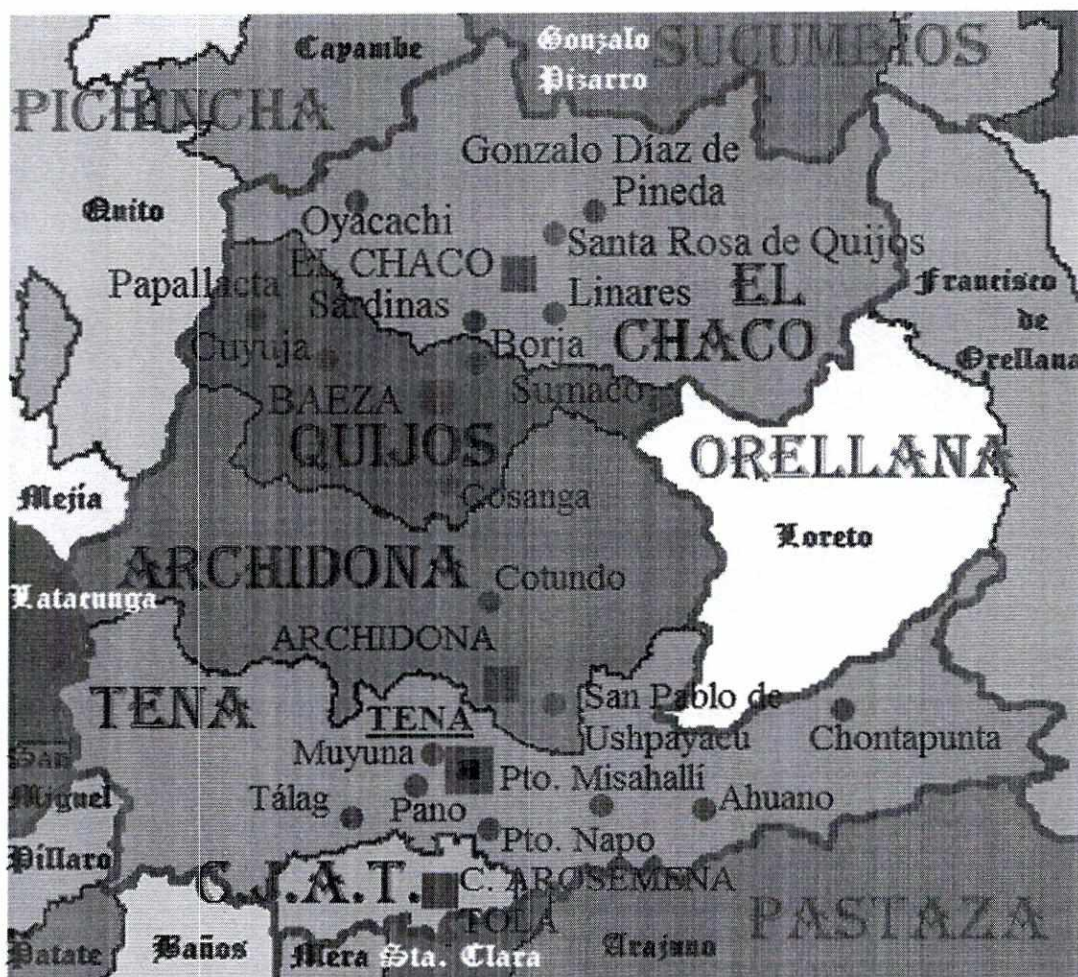 Cayambe
Gonzalo
Pizarro
SUCUMBIOS
PICHINCHA
Gonzalo Díaz de
Pineda
Quito
Oyacachi
Santa Rosa de Quijos
EL CHACO
Papallacta
Sardinas
Linares
EL
CHACO
Francisco
de
Orellana
Cuyuja
Borja
BAEZA
Sumaco
QUIJOS
ORELLANA
Mejía
Cosanga
Loreto
ARCHIDONA
Cotundo
Latacunga
ARCHIDONA
TENA
TENA
San Pablo de
Ushpayacu
Chontapunta
Muyuna
San
Miguel
Pto. Misahallí
Tálag
Pano
Ahuano
Píllaro
Pto. Napo
C.J.A.T.
C. AROSEMENA
TOLA
PASTAZA
Patate
Baños
Mera
Sta. Clara
Arajuno